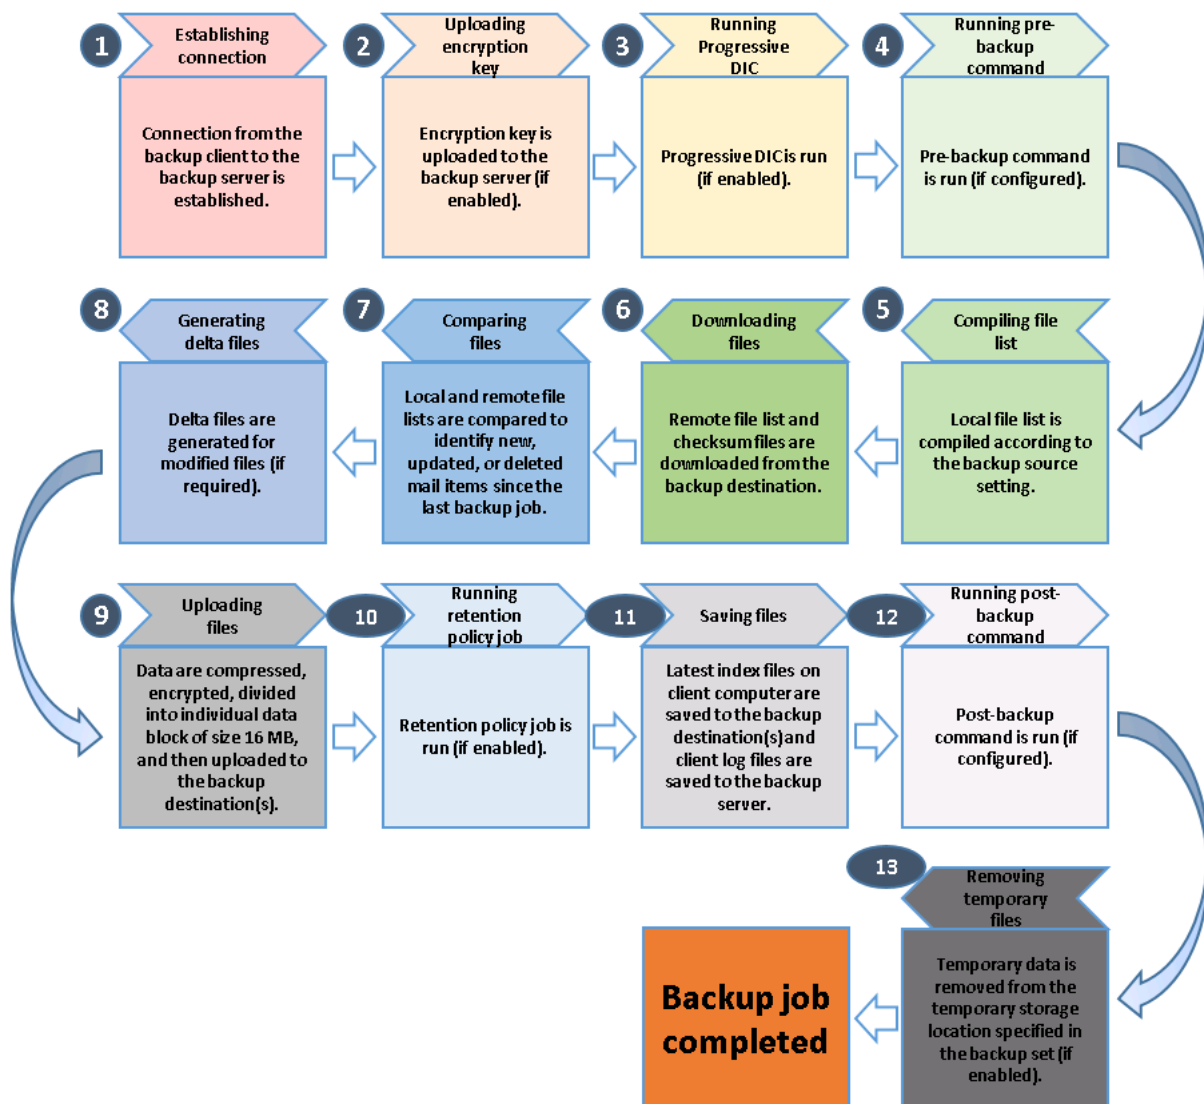 1
Establishing
connection
Connection from the
backup client to the
backup server is
established.
2
Uploading
encryption
key
Encryption key is
uploaded to the
backup server (if
enabled).
3
Running
Progressive
DIC
Progressive DIC is run
(if enabled).
4
Running pre-
backup
command
Pre-backup command
is run (if configured).
5
Compiling file
list
Local file list is
compiled according to
the backup source
setting.
6
Downloading
files
Remote file list and
checksum files are
downloaded from the
backup destination.
7
Comparing
files
Local and remote file
lists are compared to
identify new,
updated, or deleted
mail items since the
last backup job.
8
Generating
delta files
Delta files are
generated for
modified files (if
required).
9
Uploading
files
Data are compressed,
encrypted, divided
into individual data
block of size 16 MB,
and then uploaded to
the backup
destination(s).
10
Running
retention
policy job
Retention policy job is
run (if enabled).
11
Saving files
Latest index files on
client computer are
saved to the backup
destination(s) and
client log files are
saved to the backup
server.
12
Running post-
backup
command
Post-backup
command is run (if
configured).
13
Removing
temporary
files
Temporary data is
removed from the
temporary storage
location specified in
the backup set (if
enabled).
Backup job
completed